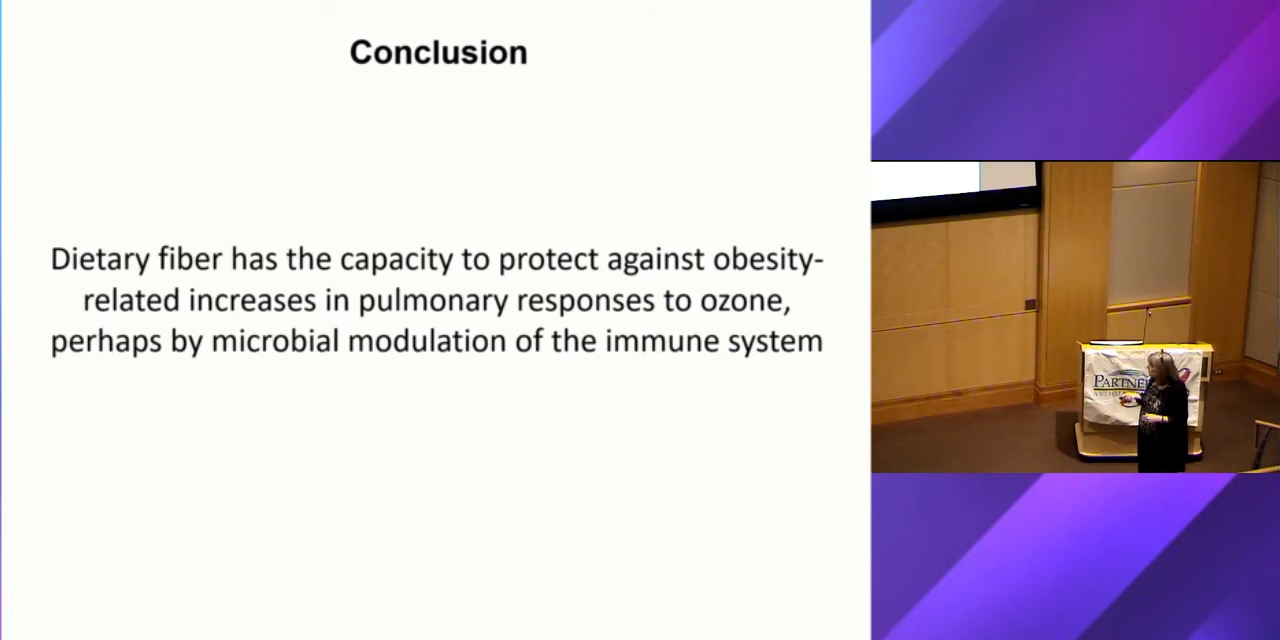 Conclusion
Dietary fiber has the capacity to protect against obesity-
related increases in pulmonary responses to ozone,
perhaps by microbial modulation of the immune system